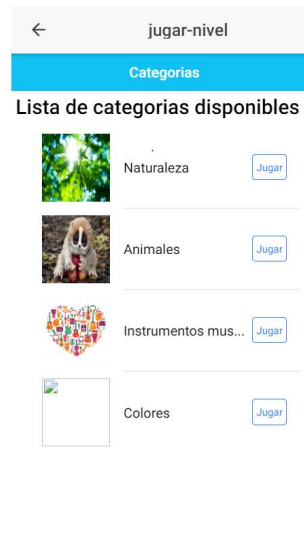 jugar-nivel
Categorias
Lista de categorias disponibles
Naturaleza
Jugar
Animales
Jugar
Instrumentos mus...
Jugar
Colores
Jugar